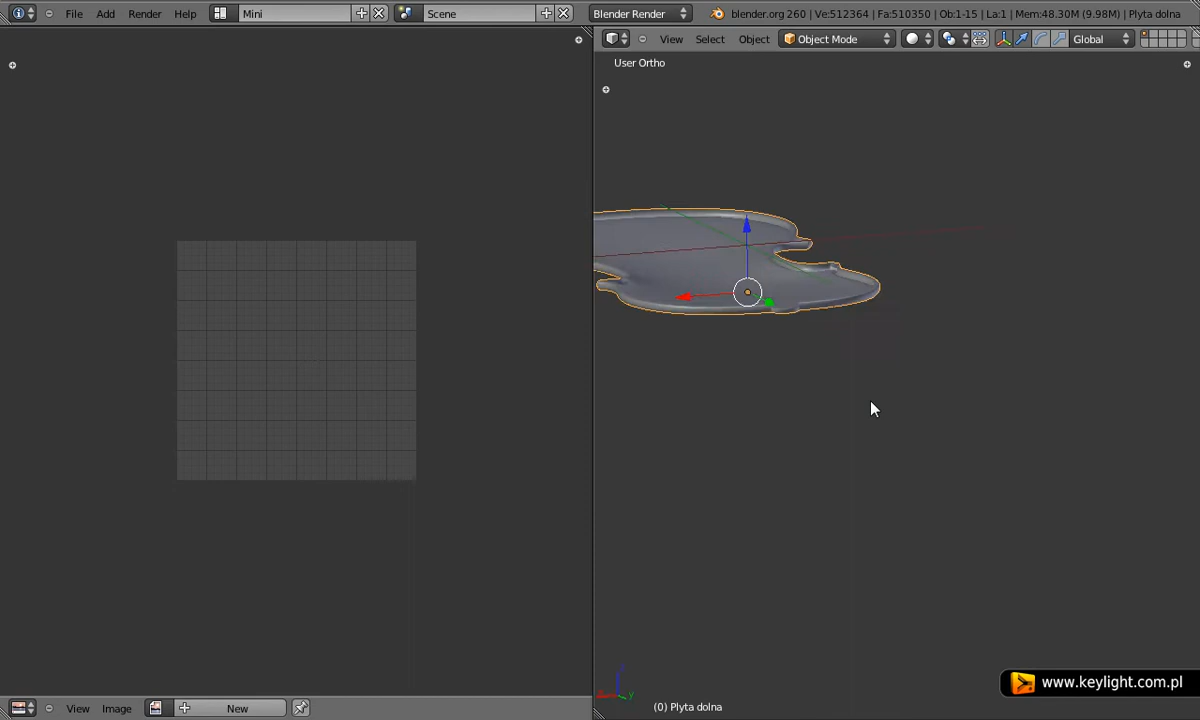 File Add Render Help Mini Scene Blender Render blender.org 260 | Ve:512364 | Fa:510350 | Ob:1-15 | La:1 | Mem:48.30M (9.98M) | Plyta dolna
View Select Object Object Mode Global
User Ortho
x y z
www.keylight.com.pl
(0) Plyta dolna
View Image New